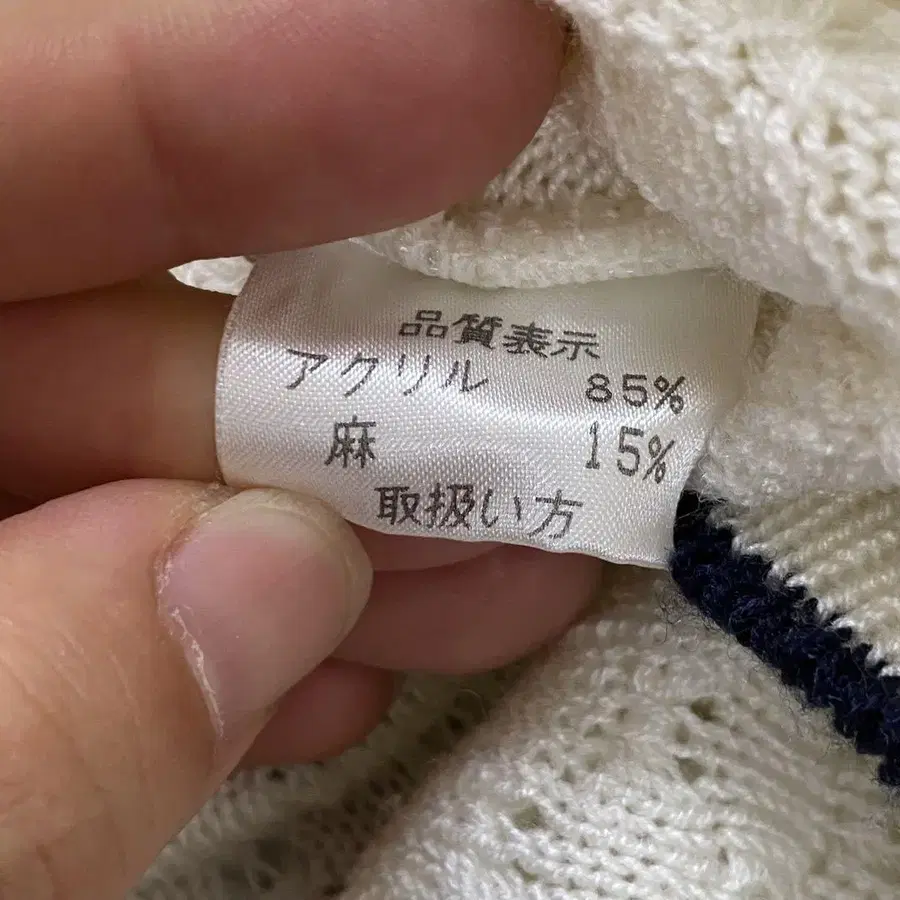 品質表示
アクリル 85%
麻 15%
取扱い方